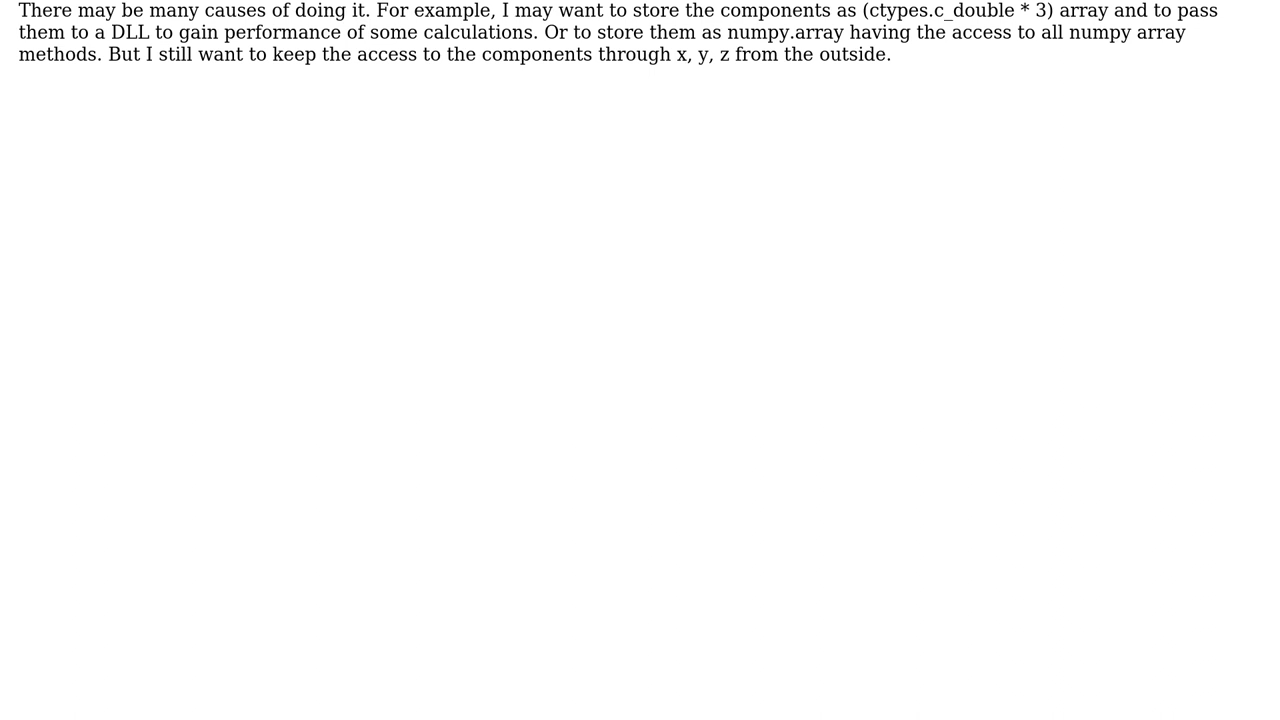 There may be many causes of doing it. For example, I may want to store the components as (ctypes.c_double * 3) array and to pass
them to a DLL to gain performance of some calculations. Or to store them as numpy.array having the access to all numpy array
methods. But I still want to keep the access to the components through x, y, z from the outside.